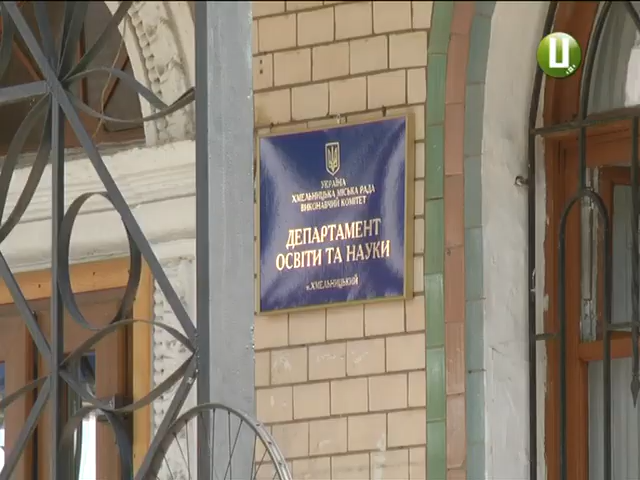 УКРАЇНА
ХМЕЛЬНИЦЬКА МІСЬКА РАДА
ВИКОНАВЧИЙ КОМІТЕТ
ДЕПАРТАМЕНТ
ОСВІТИ ТА НАУКИ
м.ХМЕЛЬНИЦЬКИЙ
Ц